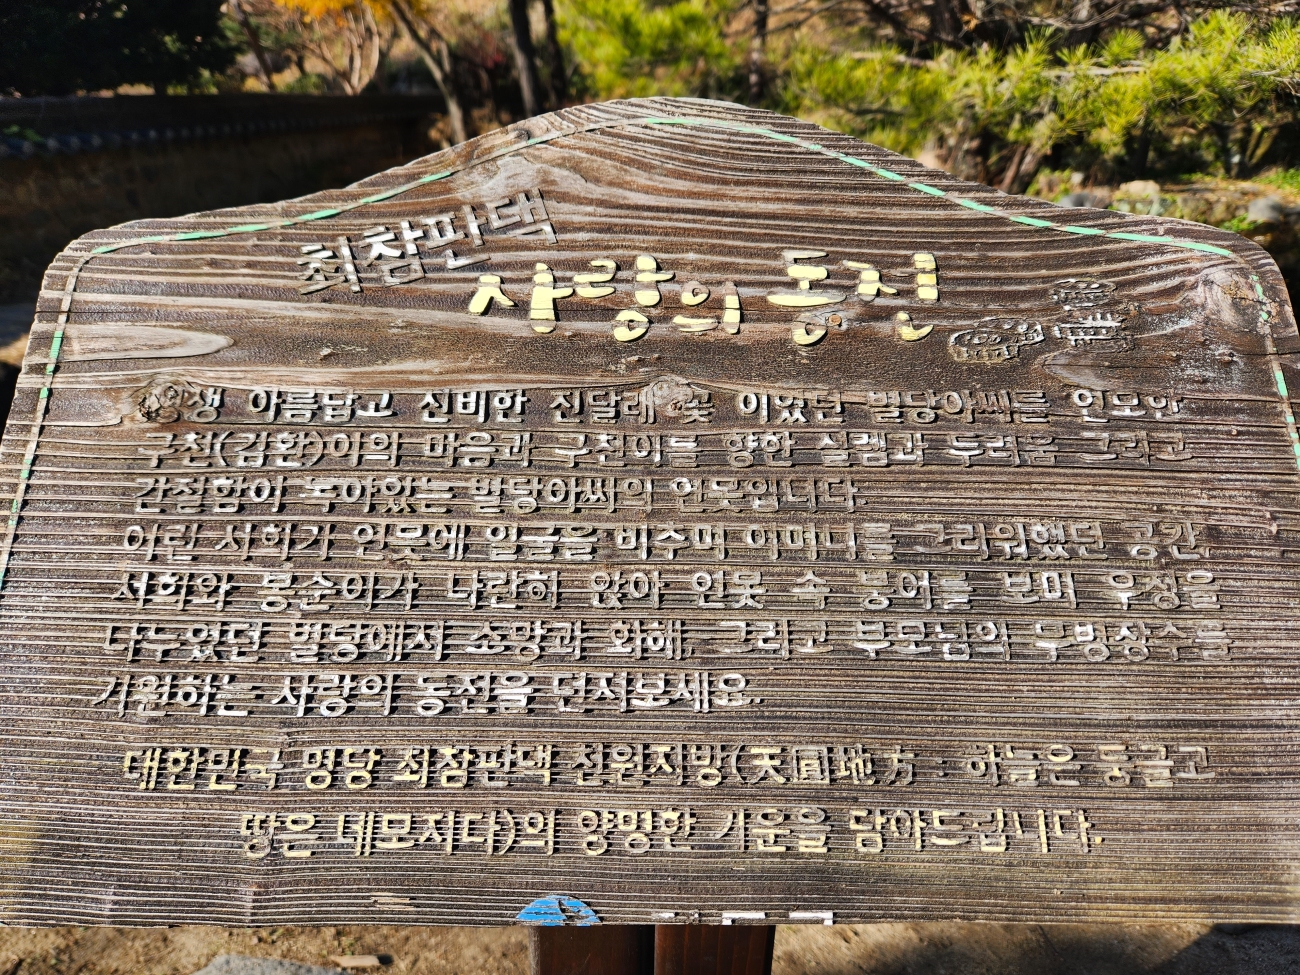 최참판댁
사랑의 동전
생 아름답고 신비한 진달래 꽃 이었던 별당아씨를 연모한
구천(김환)이의 마음과 구천이를 향한 설렘과 두려움 그리고
간절함이 녹아있는 별당아씨의 연못입니다.
어린 서희가 연못에 얼굴을 비추며 어머니를 그리워했던 공간,
서희와 봉순이가 나란히 앉아 연못 속 붕어를 보며 우정을
나누었던 별당에서 소망과 화해, 그리고 부모님의 무병장수를
기원하는 사랑의 동전을 던져보세요.
대한민국 명당 최참판댁 천원지방(天圓地方 : 하늘은 둥글고
땅은 네모지다)의 양명한 기운을 담아드립니다.